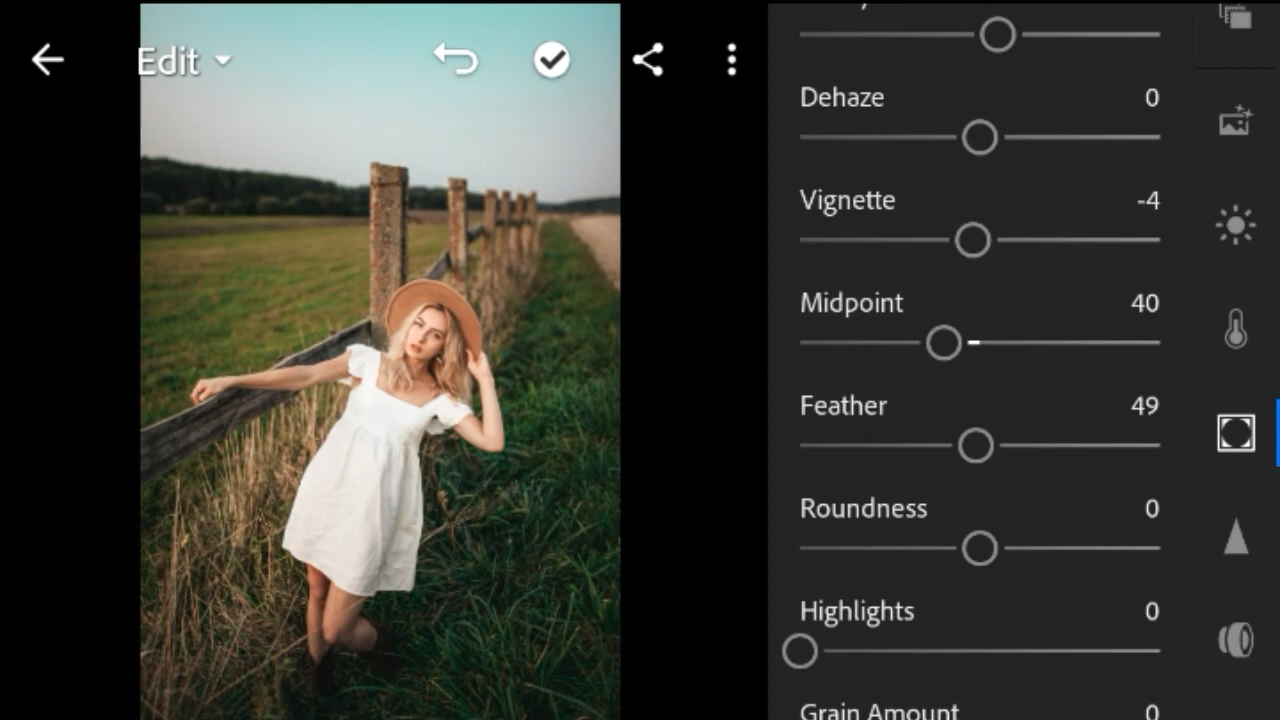 Edit
Dehaze 0
Vignette -4
Midpoint 40
Feather 49
Roundness 0
Highlights 0
Grain Amount 0